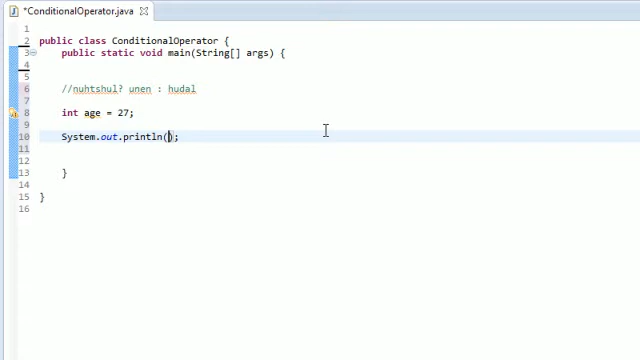 *ConditionalOperator.java
1
2 public class ConditionalOperator {
3 public static void main(String[] args) {
4
5
6 //nuhtshul? unen : hudal
7
8 int age = 27;
9
10 System.out.println();
11
12
13 }
14
15 }
16